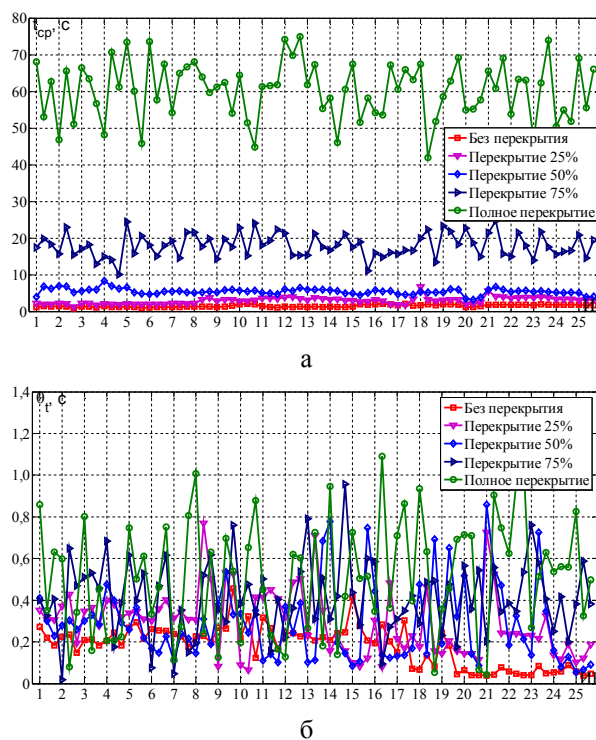 t_cp, c
80
70
60
50
40
30
20
10
0
Без перекрытия
Перекрытие 25%
Перекрытие 50%
Перекрытие 75%
Полное перекрытие
1 2 3 4 5 6 7 8 9 10 11 12 13 14 15 16 17 18 19 20 21 22 23 24 25
а
θ_t, c
1,4
1,2
1,0
0,8
0,6
0,4
0,2
0
Без перекрытия
Перекрытие 25%
Перекрытие 50%
Перекрытие 75%
Полное перекрытие
1 2 3 4 5 6 7 8 9 10 11 12 13 14 15 16 17 18 19 20 21 22 23 24 25
б